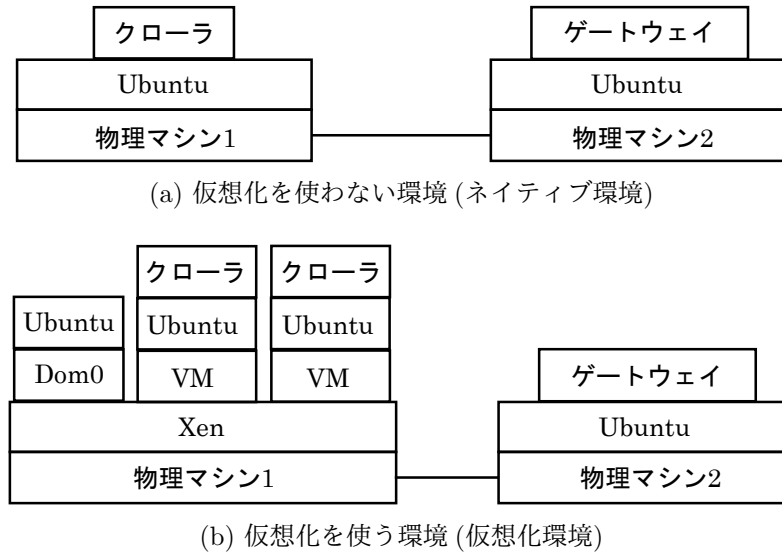 クローラ ゲートウェイ
Ubuntu Ubuntu
物理マシン1 物理マシン2
(a) 仮想化を使わない環境 (ネイティブ環境)
クローラ クローラ
Ubuntu Ubuntu Ubuntu
Dom0 VM VM ゲートウェイ
Xen Ubuntu
物理マシン1 物理マシン2
(b) 仮想化を使う環境 (仮想化環境)